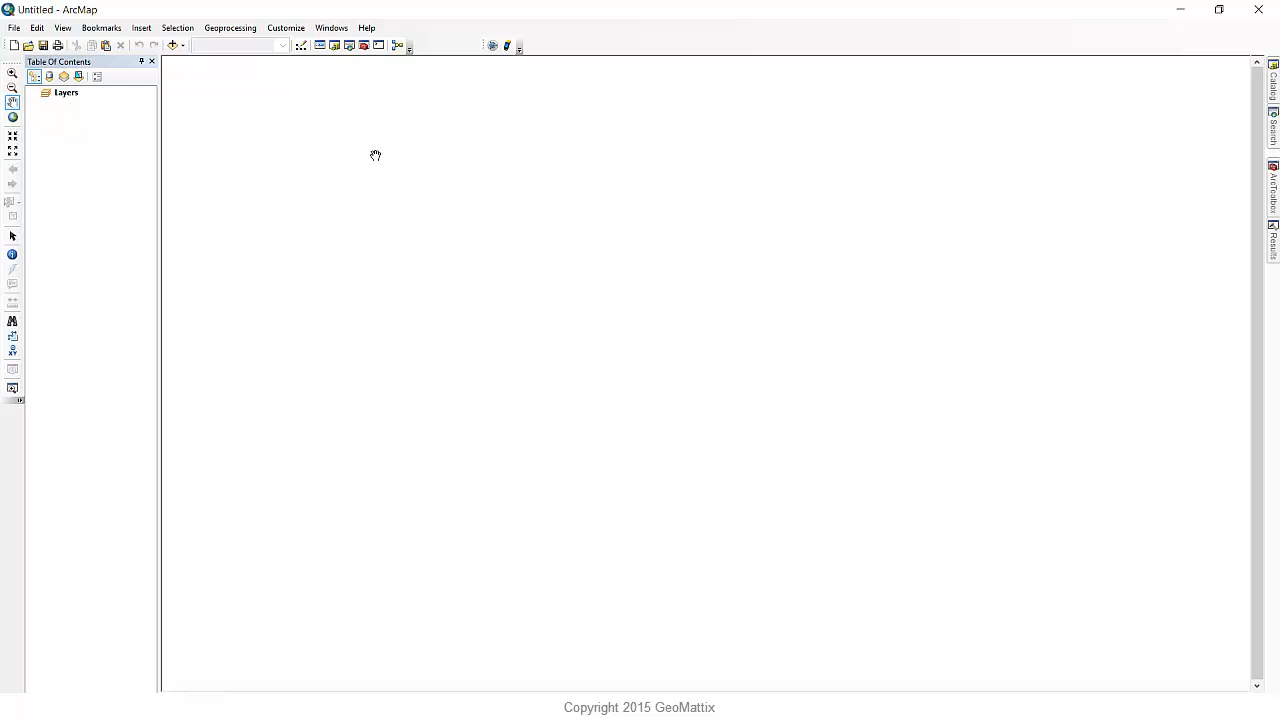 Untitled - ArcMap
File Edit View Bookmarks Insert Selection Geoprocessing Customize Windows Help
Table Of Contents
Layers
Catalog
Search
ArcToolbox
Results
XY
Copyright 2015 GeoMattix